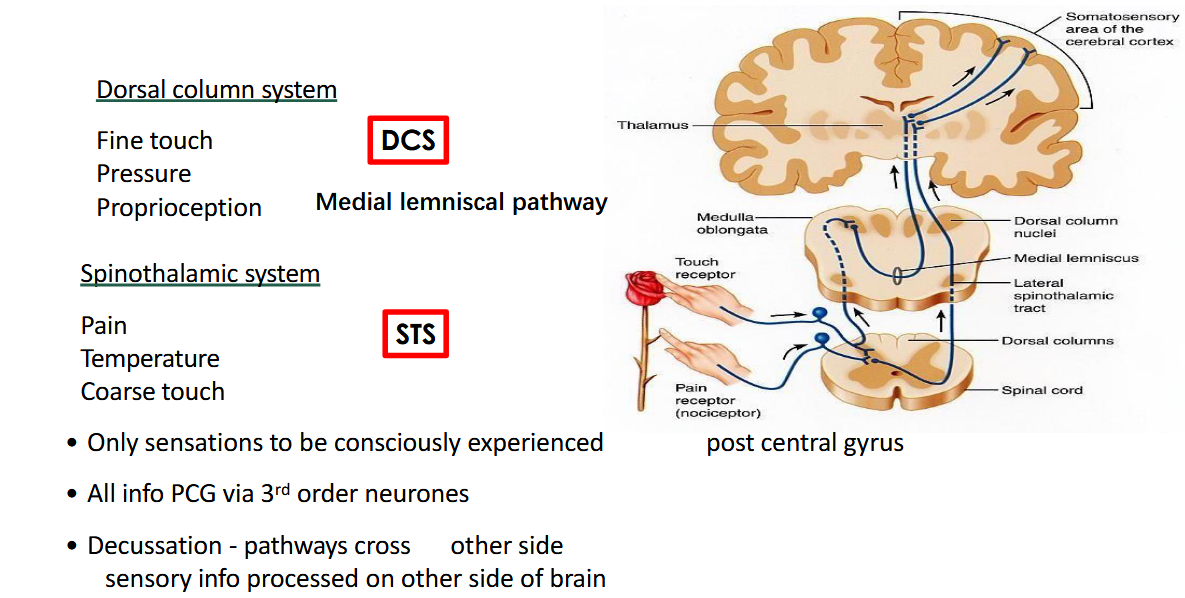 Dorsal column system
Fine touch
Pressure
Proprioception
DCS
Medial lemniscal pathway
Spinothalamic system
Pain
Temperature
Coarse touch
STS
Somatosensory
area of the
cerebral cortex
Thalamus
Medulla
oblongata
Dorsal column
nuclei
Medial lemniscus
Touch
receptor
Lateral
spinothalamic
tract
Dorsal columns
Pain
receptor
(nociceptor)
Spinal cord
• Only sensations to be consciously experienced post central gyrus
• All info PCG via 3rd order neurones
• Decussation - pathways cross other side
sensory info processed on other side of brain